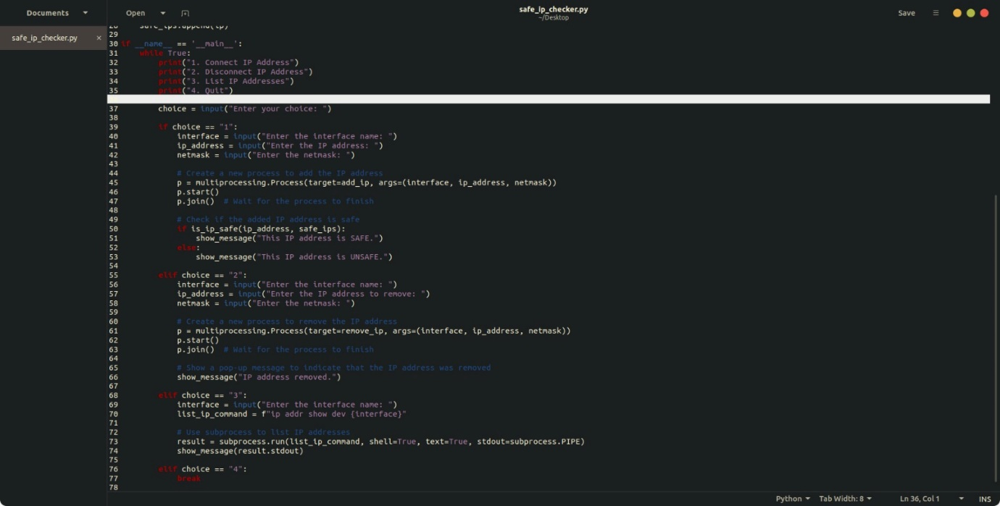 Documents
Open
safe_ip_checker.py
~/Desktop
Save
safe_ip_checker.py
28 safe_ips.append(ip)
29
30 if __name__ == '__main__':
31 while True:
32 print("1. Connect IP Address")
33 print("2. Disconnect IP Address")
34 print("3. List IP Addresses")
35 print("4. Quit")
37 choice = input("Enter your choice: ")
38
39 if choice == "1":
40 interface = input("Enter the interface name: ")
41 ip_address = input("Enter the IP address: ")
42 netmask = input("Enter the netmask: ")
43
44 # Create a new process to add the IP address
45 p = multiprocessing.Process(target=add_ip, args=(interface, ip_address, netmask))
46 p.start()
47 p.join()  # Wait for the process to finish
48
49 # Check if the added IP address is safe
50 if is_ip_safe(ip_address, safe_ips):
51 show_message("This IP address is SAFE.")
52 else:
53 show_message("This IP address is UNSAFE.")
54
55 elif choice == "2":
56 interface = input("Enter the interface name: ")
57 ip_address = input("Enter the IP address to remove: ")
58 netmask = input("Enter the netmask: ")
59
60 # Create a new process to remove the IP address
61 p = multiprocessing.Process(target=remove_ip, args=(interface, ip_address, netmask))
62 p.start()
63 p.join()  # Wait for the process to finish
64
65 # Show a pop-up message to indicate that the IP address was removed
66 show_message("IP address removed.")
67
68 elif choice == "3":
69 interface = input("Enter the interface name: ")
70 list_ip_command = f"ip addr show dev {interface}"
71
72 # Use subprocess to list IP addresses
73 result = subprocess.run(list_ip_command, shell=True, text=True, stdout=subprocess.PIPE)
74 show_message(result.stdout)
75
76 elif choice == "4":
77 break
78
Python
Tab Width: 8
Ln 36, Col 1
INS